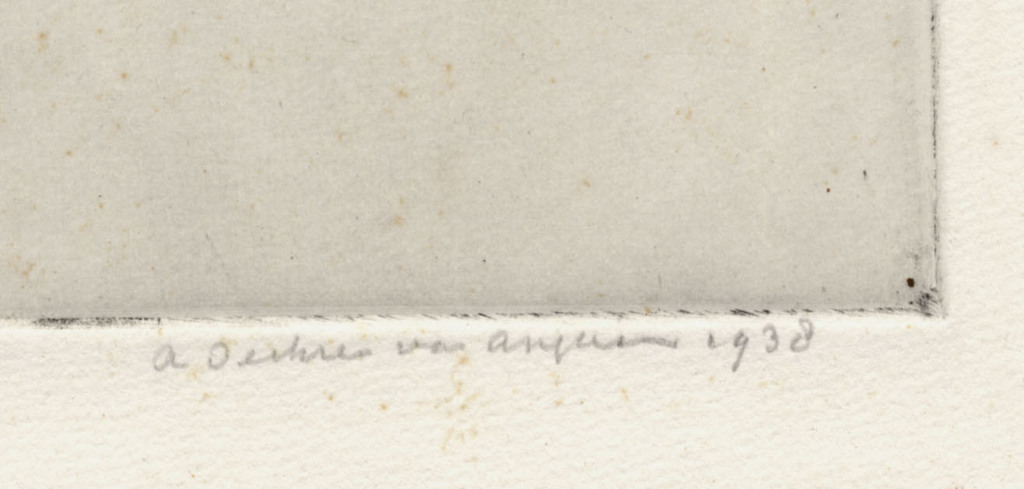 A Derkzen van Angeren 1938